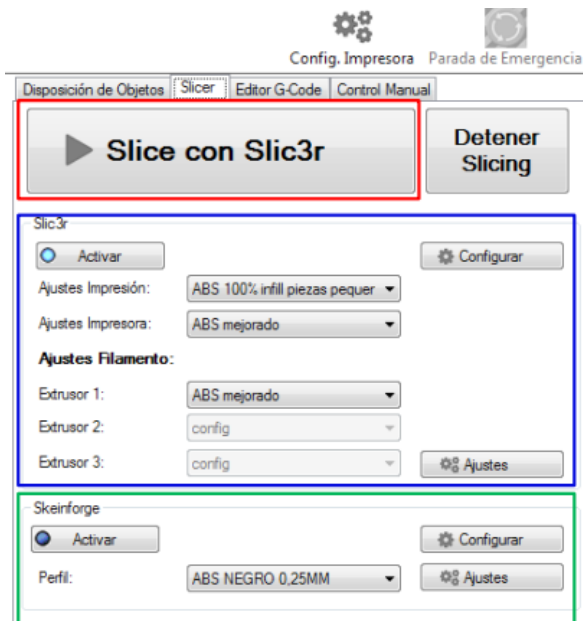 Config. Impresora Parada de Emergencia
Disposición de Objetos Slicer Editor G-Code Control Manual
Slice con Slic3r
Detener
Slicing
Slic3r
Activar Configurar
Ajustes Impresión: ABS 100% infill piezas pequer
Ajustes Impresora: ABS mejorado
Ajustes Filamento:
Extrusor 1: ABS mejorado
Extrusor 2: config
Extrusor 3: config Ajustes
Skeinforge
Activar Configurar
Perfil: ABS NEGRO 0,25MM Ajustes